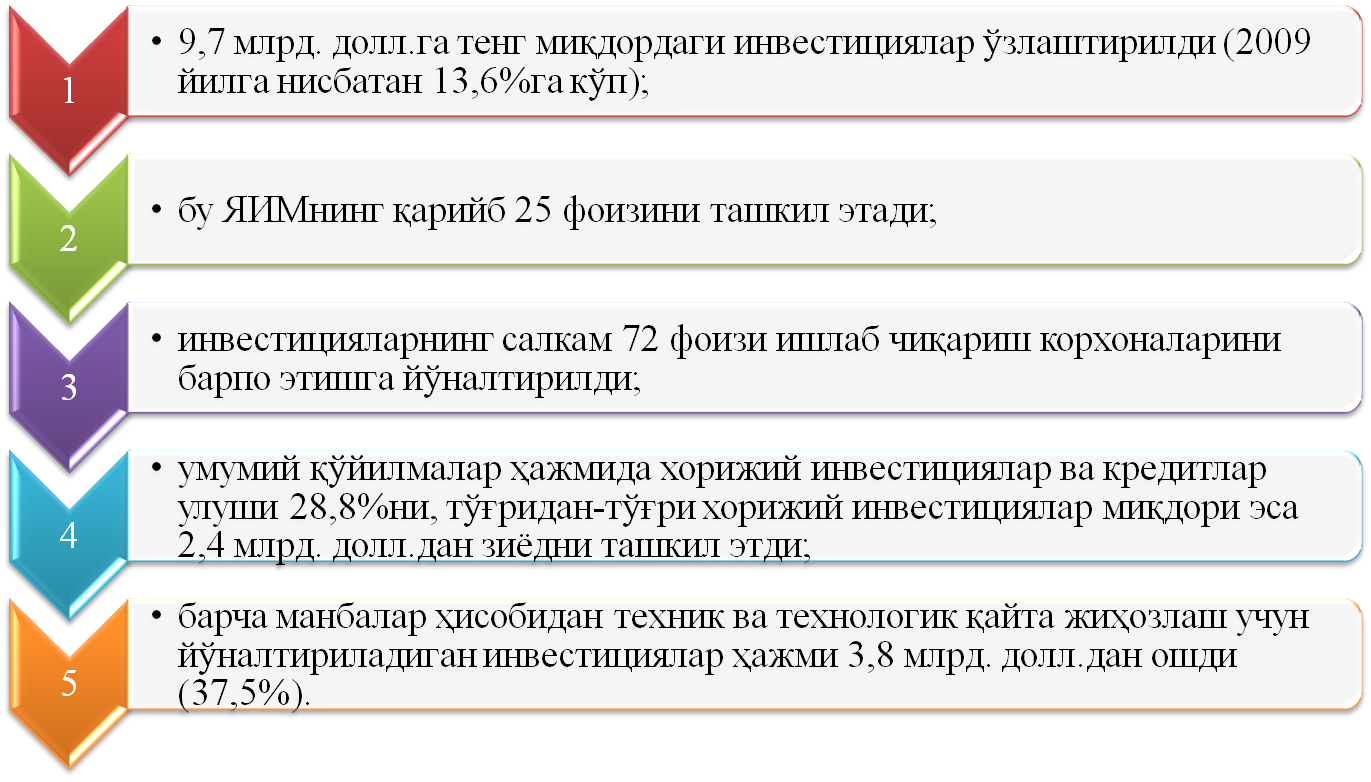 1
• 9,7 млрд. долл.га тенг миқдордаги инвестициялар ўзлаштирилди (2009
йилга нисбатан 13,6%га кўп);
2
• бу ЯИМнинг қарийб 25 фоизини ташкил этади;
3
• инвестицияларнинг салкам 72 фоизи ишлаб чиқариш корхоналарини
барпо этишга йўналтирилди;
4
• умумий қўйилмалар ҳажмида хорижий инвестициялар ва кредитлар
улуши 28,8%ни, тўғридан-тўғри хорижий инвестициялар миқдори эса
2,4 млрд. долл.дан зиёдни ташкил этди;
5
• барча манбалар ҳисобидан техник ва технологик қайта жиҳозлаш учун
йўналтириладиган инвестициялар ҳажми 3,8 млрд. долл.дан ошди
(37,5%).